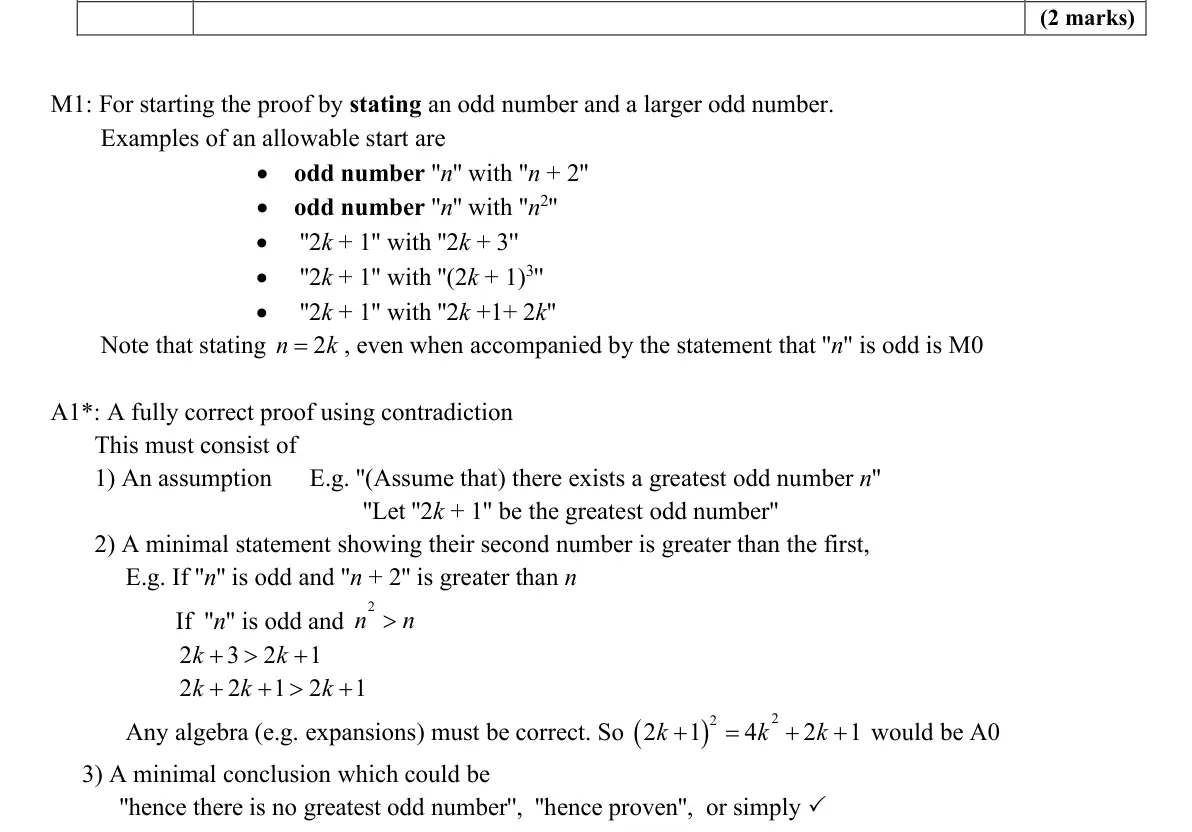 (2 marks)
M1: For starting the proof by stating an odd number and a larger odd number.
Examples of an allowable start are
• odd number "n" with "n + 2"
• odd number "n" with "n²"
• "2k + 1" with "2k + 3"
• "2k + 1" with "(2k + 1)³"
• "2k + 1" with "2k +1+ 2k"
Note that stating n = 2k , even when accompanied by the statement that "n" is odd is M0
A1*: A fully correct proof using contradiction
This must consist of
1) An assumption E.g. "(Assume that) there exists a greatest odd number n"
"Let "2k + 1" be the greatest odd number"
2) A minimal statement showing their second number is greater than the first,
E.g. If "n" is odd and "n + 2" is greater than n
If "n" is odd and n² > n
2k + 3 > 2k + 1
2k + 2k + 1 > 2k + 1
Any algebra (e.g. expansions) must be correct. So (2k + 1)² = 4k² + 2k + 1 would be A0
3) A minimal conclusion which could be
"hence there is no greatest odd number", "hence proven", or simply ✓